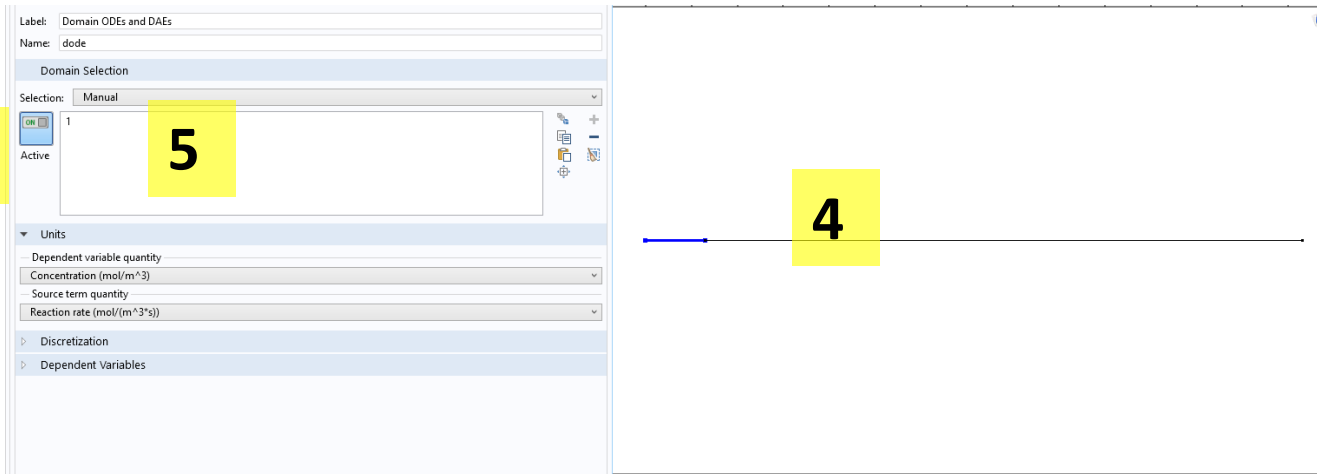 Label: Domain ODEs and DAEs
Name: dode
Domain Selection
Selection: Manual
ON 1
Active
5
Units
Dependent variable quantity
Concentration (mol/m^3)
Source term quantity
Reaction rate (mol/(m^3*s))
Discretization
Dependent Variables
4